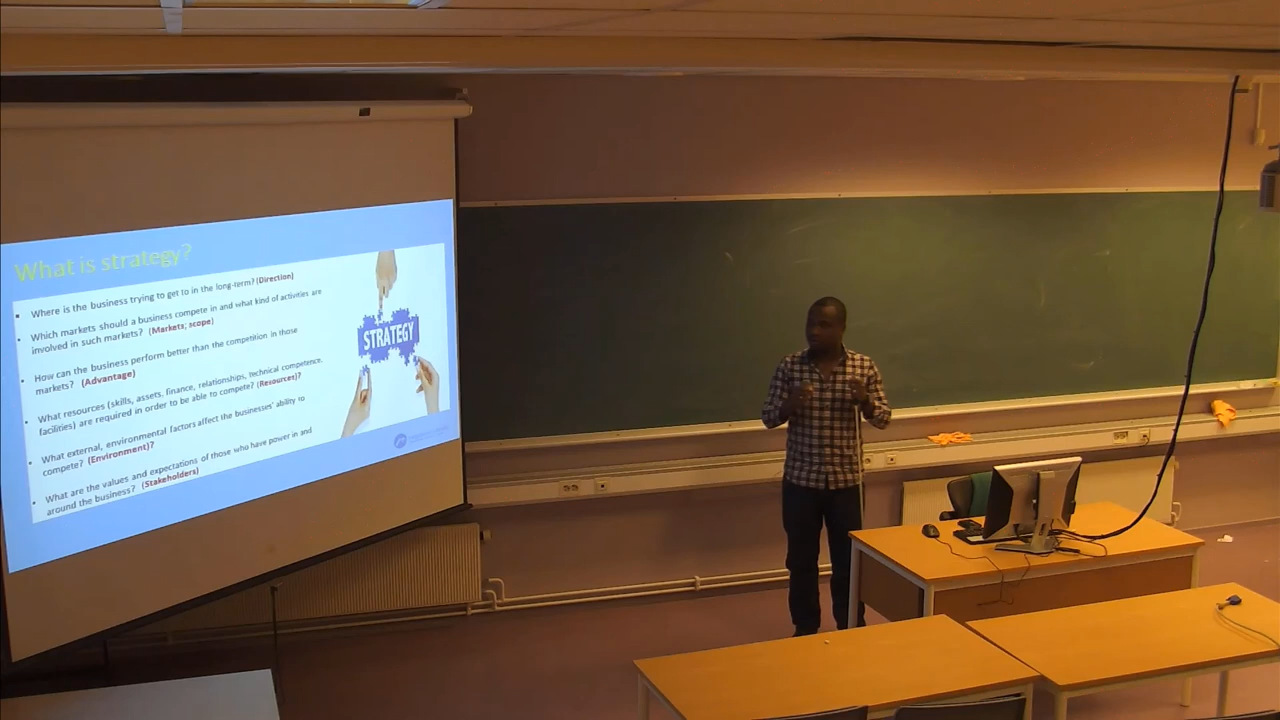 What is strategy?
Where is the business trying to get to in the long-term? (Direction)
Which markets should a business compete in and what kind of activities are
involved in such markets? (Markets; scope)
How can the business perform better than the competition in those
markets? (Advantage)
What resources (skills, assets, finance, relationships, technical competence,
facilities) are required in order to be able to compete? (Resources)?
What external, environmental factors affect the businesses' ability to
compete? (Environment)?
What are the values and expectations of those who have power in and
around the business? (Stakeholders)
STRATEGY